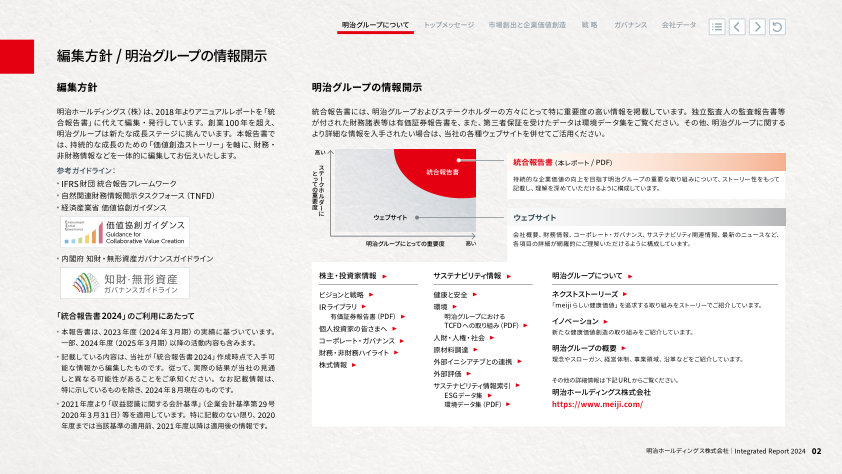 明治グループについて トップメッセージ 市場創出と企業価値創造 戦 略 ガバナンス 会社データ
編集方針 / 明治グループの情報開示
編集方針
明治ホールディングス（株）は、2018年よりアニュアルレポートを「統
合報告書」に代えて編集・発行しています。創業100年を超え、
明治グループは新たな成長ステージに挑んでいます。本報告書で
は、持続的な成長のための「価値創造ストーリー」を軸に、財務・
非財務情報などを一体的に編集してお伝えいたします。
参考ガイドライン：
・IFRS財団 統合報告フレームワーク
・自然関連財務情報開示タスクフォース（TNFD）
・経済産業省 価値協創ガイダンス
価値協創ガイダンス
Guidance for
Collaborative Value Creation
・内閣府 知財・無形資産ガバナンスガイドライン
知財・無形資産
ガバナンスガイドライン
「統合報告書2024」のご利用にあたって
・本報告書は、2023年度（2024年3月期）の実績に基づいています。
一部、2024年度（2025年3月期）以降の活動内容も含みます。
・記載している内容は、当社が「統合報告書2024」作成時点で入手可
能な情報から編集したものです。従って、実際の結果が当社の見通
しと異なる可能性があることをご承知ください。なお記載情報は、
特に示しているものを除き、2024年8月現在のものです。
・2021年度より「収益認識に関する会計基準」（企業会計基準第29号
2020年3月31日）等を適用しています。特に記載のない限り、2020
年度までは当該基準の適用前、2021年度以降は適用後の情報です。
明治グループの情報開示
統合報告書には、明治グループおよびステークホルダーの方々にとって特に重要度の高い情報を掲載しています。独立監査人の監査報告書等
が付された財務諸表等は有価証券報告書を、また、第三者保証を受けたデータは環境データ集をご覧ください。その他、明治グループに関する
より詳細な情報を入手されたい場合は、当社の各種ウェブサイトを併せてご活用ください。
高い
ステークホルダーに
とっての重要度
統合報告書
ウェブサイト
明治グループにとっての重要度 高い
統合報告書（本レポート / PDF）
持続的な企業価値の向上を目指す明治グループの重要な取り組みについて、ストーリー性をもって
記載し、理解を深めていただけるように構成しています。
ウェブサイト
会社概要、財務情報、コーポレート・ガバナンス、サステナビリティ関連情報、最新のニュースなど、
各項目の詳細が網羅的にご理解いただけるように構成しています。
株主・投資家情報
ビジョンと戦略
IRライブラリ
有価証券報告書（PDF）
個人投資家の皆さまへ
コーポレート・ガバナンス
財務・非財務ハイライト
株式情報
サステナビリティ情報
健康と安全
環境
明治グループにおける
TCFDへの取り組み（PDF）
人財・人権・社会
原材料調達
外部イニシアチブとの連携
外部評価
サステナビリティ情報索引
ESGデータ集
環境データ集（PDF）
明治グループについて
ネクストストーリーズ
「meijiらしい健康価値」を追求する取り組みをストーリーでご紹介しています。
イノベーション
新たな健康価値創造の取り組みをご紹介しています。
明治グループの概要
理念やスローガン、経営体制、事業領域、沿革などをご紹介しています。
その他の詳細情報は下記URLからご覧ください。
明治ホールディングス株式会社
https://www.meiji.com/
明治ホールディングス株式会社 | Integrated Report 2024 02